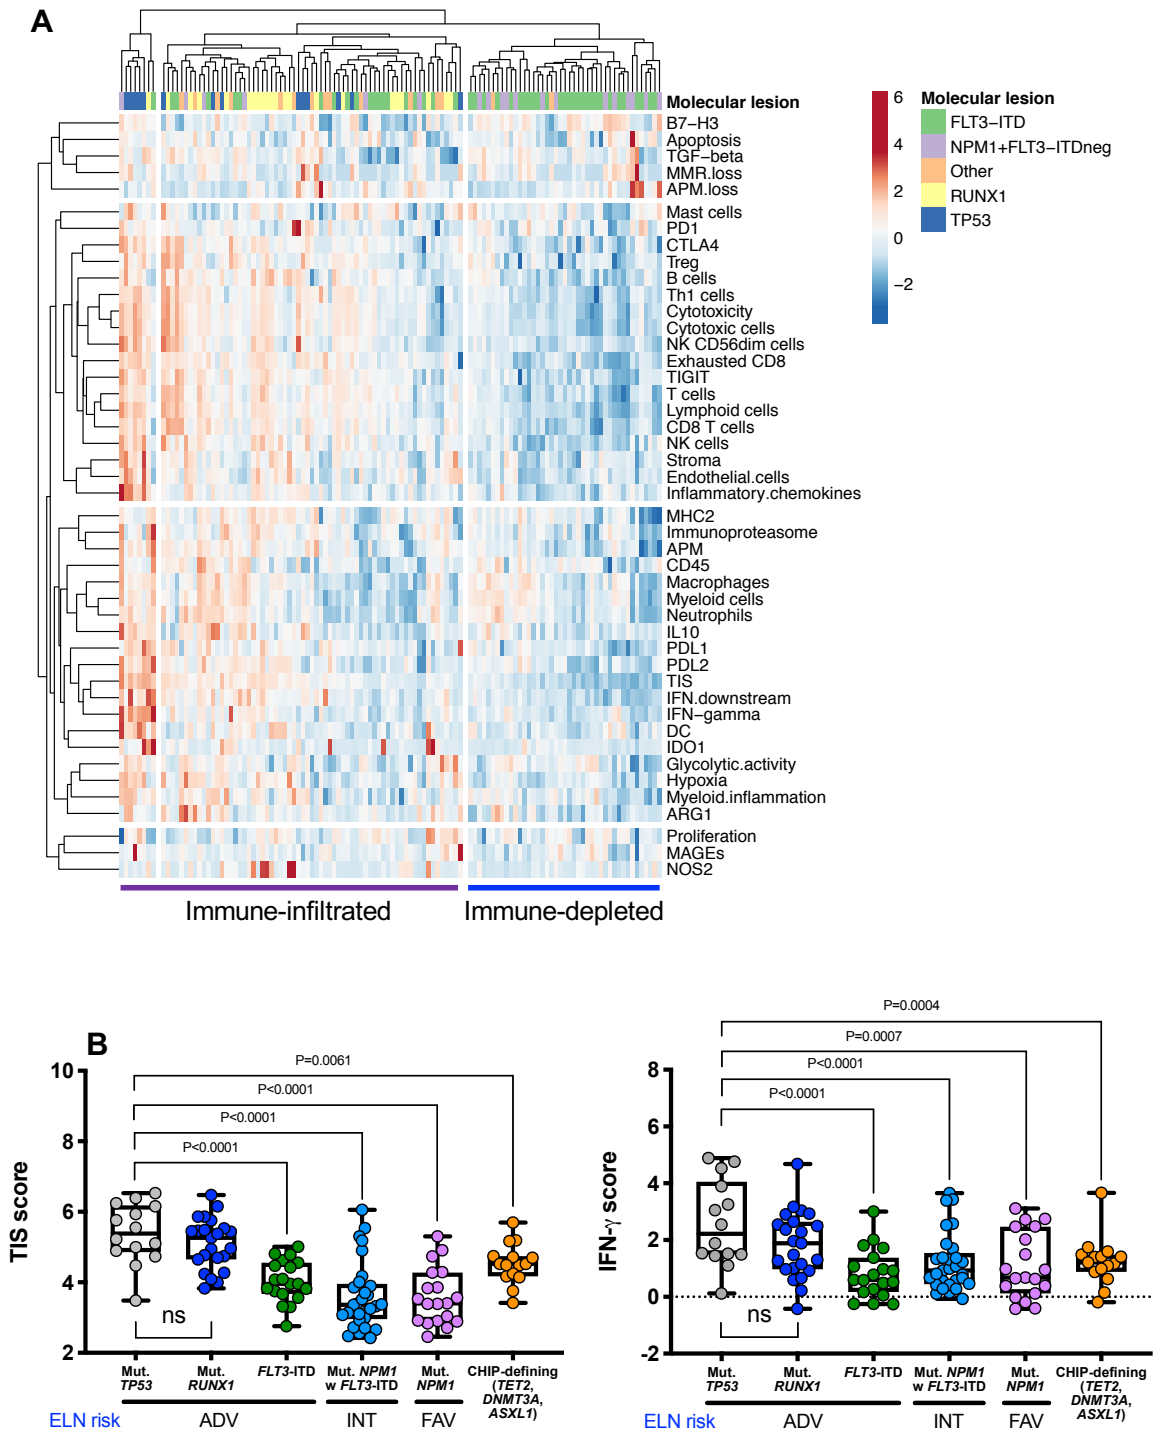 A
Molecular lesion
B7-H3
Apoptosis
TGF-beta
MMR.loss
APM.loss
Mast cells
PD1
CTLA4
Treg
B cells
Th1 cells
Cytotoxicity
Cytotoxic cells
NK CD56dim cells
Exhausted CD8
TIGIT
T cells
Lymphoid cells
CD8 T cells
NK cells
Stroma
Endothelial.cells
Inflammatory.chemokines
MHC2
Immunoproteasome
APM
CD45
Macrophages
Myeloid cells
Neutrophils
IL10
PDL1
PDL2
TIS
IFN.downstream
IFN-gamma
DC
IDO1
Glycolytic.activity
Hypoxia
Myeloid.inflammation
ARG1
Proliferation
MAGEs
NOS2
6
4
2
0
−2
Molecular lesion
FLT3-ITD
NPM1+FLT3-ITDneg
Other
RUNX1
TP53
Immune-infiltrated
Immune-depleted
B
TIS score
10
8
6
4
2
P=0.0061
P<0.0001
P<0.0001
P<0.0001
ns
Mut. TP53
Mut. RUNX1
FLT3-ITD
Mut. NPM1 w FLT3-ITD
Mut. NPM1
CHIP-defining (TET2, DNMT3A, ASXL1)
ELN risk
ADV
INT
FAV
IFN-γ score
8
6
4
2
0
-2
P=0.0004
P=0.0007
P<0.0001
P<0.0001
ns
Mut. TP53
Mut. RUNX1
FLT3-ITD
Mut. NPM1 w FLT3-ITD
Mut. NPM1
CHIP-defining (TET2, DNMT3A, ASXL1)
ELN risk
ADV
INT
FAV